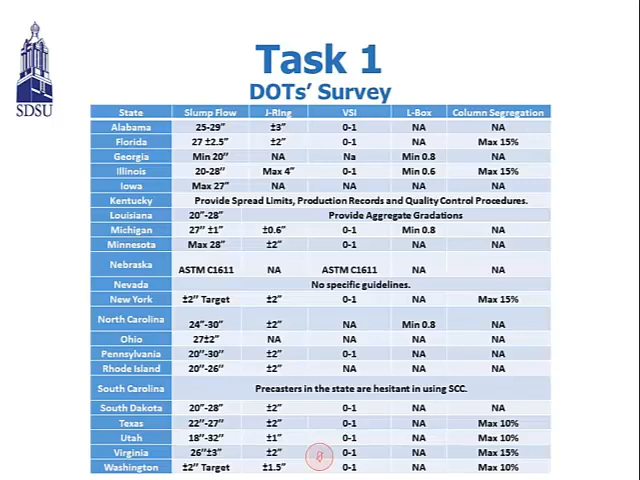 SDSU
Task 1
DOTs' Survey
State Slump Flow J-Ring VSI L-Box Column Segregation
Alabama 25-29" ±3" 0-1 NA NA
Florida 27 ±2.5" ±2" 0-1 NA Max 15%
Georgia Min 20" NA Na Min 0.8 NA
Illinois 20-28" Max 4" 0-1 Min 0.6 Max 15%
Iowa Max 27" NA NA NA NA
Kentucky Provide Spread Limits, Production Records and Quality Control Procedures.
Louisiana 20"-28" Provide Aggregate Gradations
Michigan 27" ±1" ±0.6" 0-1 Min 0.8 NA
Minnesota Max 28" ±2" 0-1 NA NA
Nebraska ASTM C1611 NA ASTM C1611 NA NA
Nevada No specific guidelines.
New York ±2" Target ±2" 0-1 NA Max 15%
North Carolina 24"-30" ±2" NA Min 0.8 NA
Ohio 27±2" NA NA NA NA
Pennsylvania 20"-30" ±2" 0-1 NA NA
Rhode Island 20"-26" ±2" NA NA NA
South Carolina Precasters in the state are hesitant in using SCC.
South Dakota 20"-28" ±2" 0-1 NA NA
Texas 22"-27" ±2" 0-1 NA Max 10%
Utah 18"-32" ±1" 0-1 NA Max 10%
Virginia 26"±3" ±2" 0-1 NA Max 15%
Washington ±2" Target ±1.5" 0-1 NA Max 10%